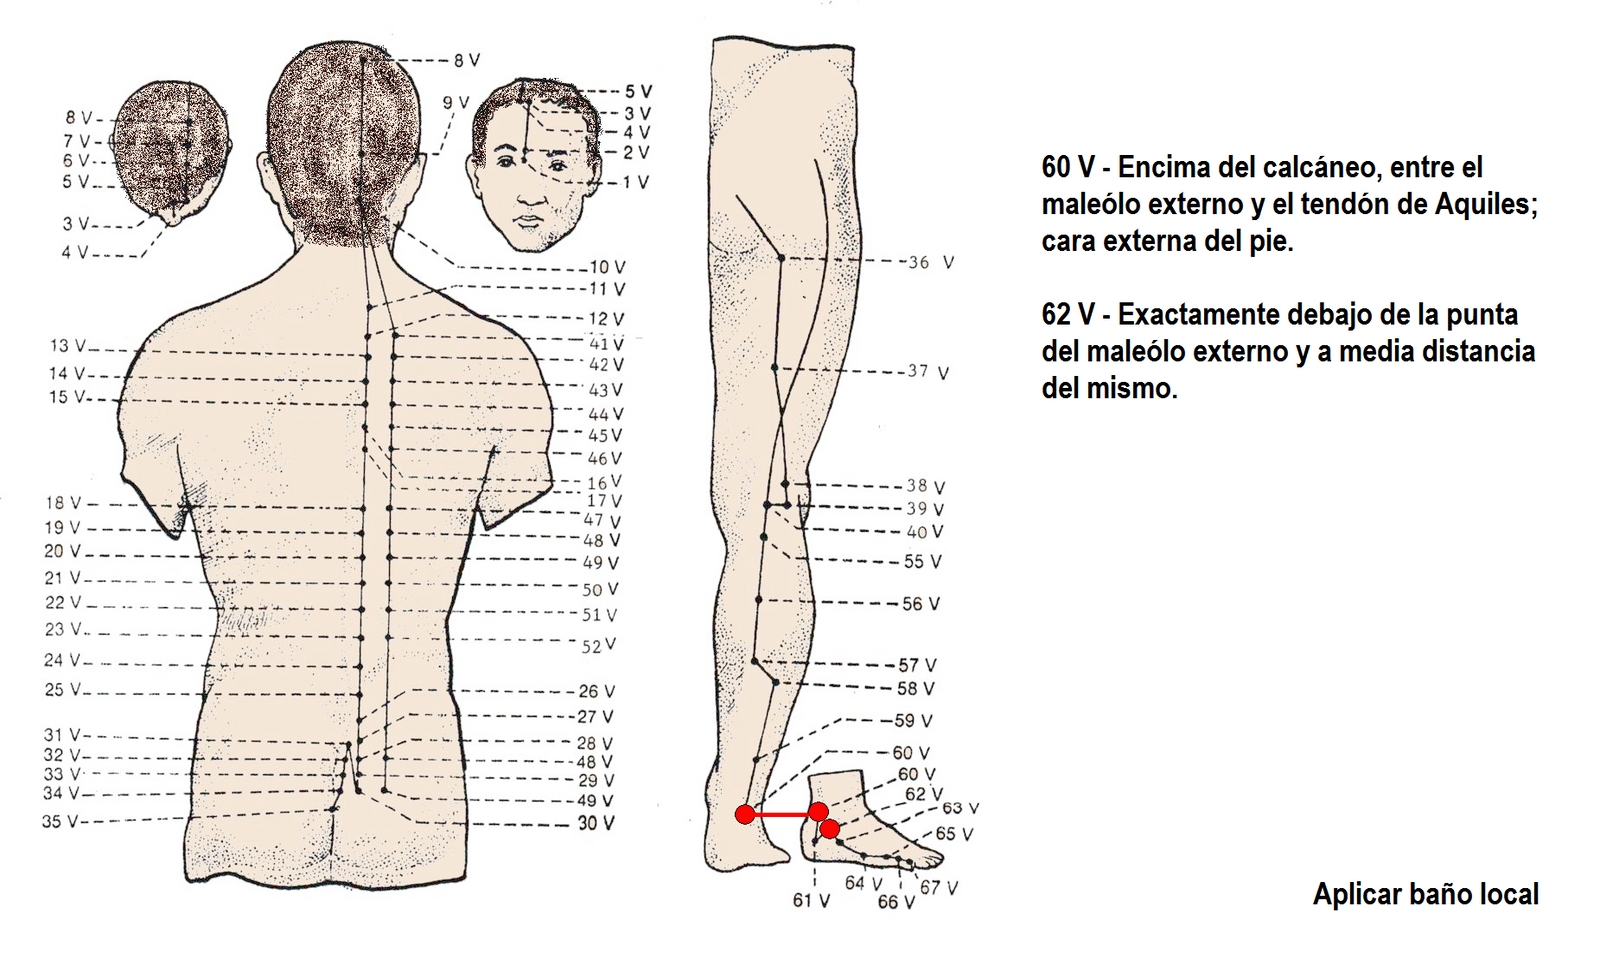 8 V
9 V
8 V
7 V
6 V
5 V
3 V
4 V
5 V
3 V
4 V
2 V
1 V
10 V
11 V
12 V
41 V
42 V
43 V
44 V
45 V
46 V
16 V
17 V
47 V
48 V
49 V
50 V
51 V
52 V
26 V
27 V
28 V
48 V
29 V
49 V
30 V
13 V
14 V
15 V
18 V
19 V
20 V
21 V
22 V
23 V
24 V
25 V
31 V
32 V
33 V
34 V
35 V
36 V
37 V
38 V
39 V
40 V
55 V
56 V
57 V
58 V
59 V
60 V
60 V
62 V
63 V
65 V
64 V
67 V
61 V
66 V
60 V - Encima del calcáneo, entre el
maleólo externo y el tendón de Aquiles;
cara externa del pie.
62 V - Exactamente debajo de la punta
del maleólo externo y a media distancia
del mismo.
Aplicar baño local